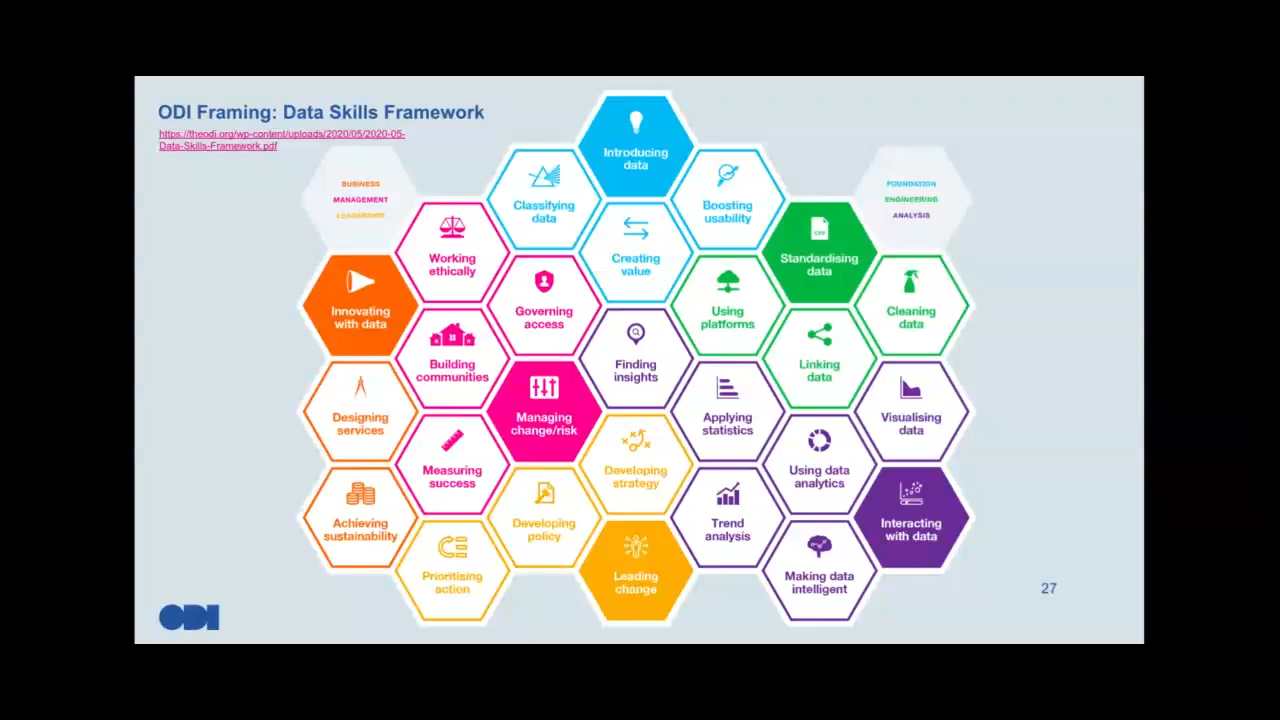 ODI Framing: Data Skills Framework
https://theodi.org/wp-content/uploads/2020/05/2020-05-
Data-Skills-Framework.pdf
BUSINESS
MANAGEMENT
LEADERSHIP
Introducing
data
FOUNDATION
ENGINEERING
ANALYSIS
Classifying
data
Boosting
usability
Working
ethically
Creating
value
Standardising
data
CSV
Innovating
with data
Governing
access
Using
platforms
Cleaning
data
Building
communities
Finding
insights
Linking
data
Designing
services
Managing
change/risk
Applying
statistics
Visualising
data
Measuring
success
Developing
strategy
Using data
analytics
Achieving
sustainability
Developing
policy
Trend
analysis
Interacting
with data
Prioritising
action
Leading
change
Making data
intelligent
ODI
27